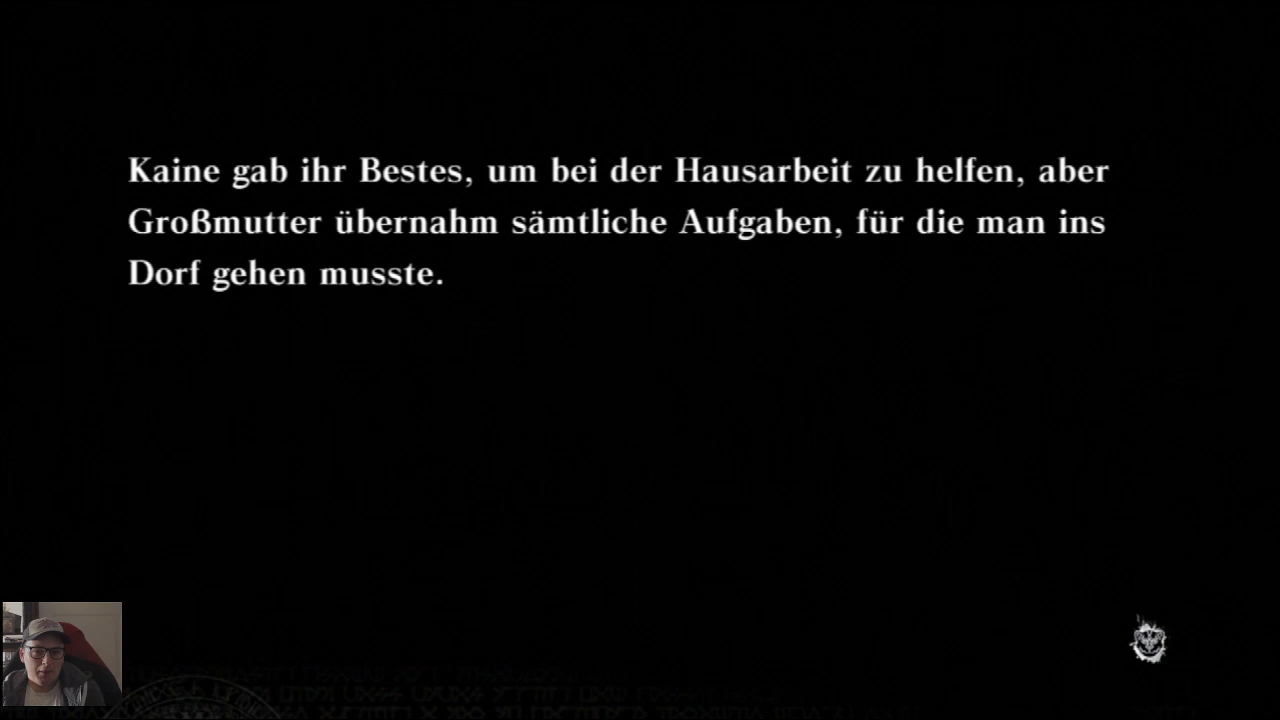 Kaine gab ihr Bestes, um bei der Hausarbeit zu helfen, aber
Großmutter übernahm sämtliche Aufgaben, für die man ins
Dorf gehen musste.